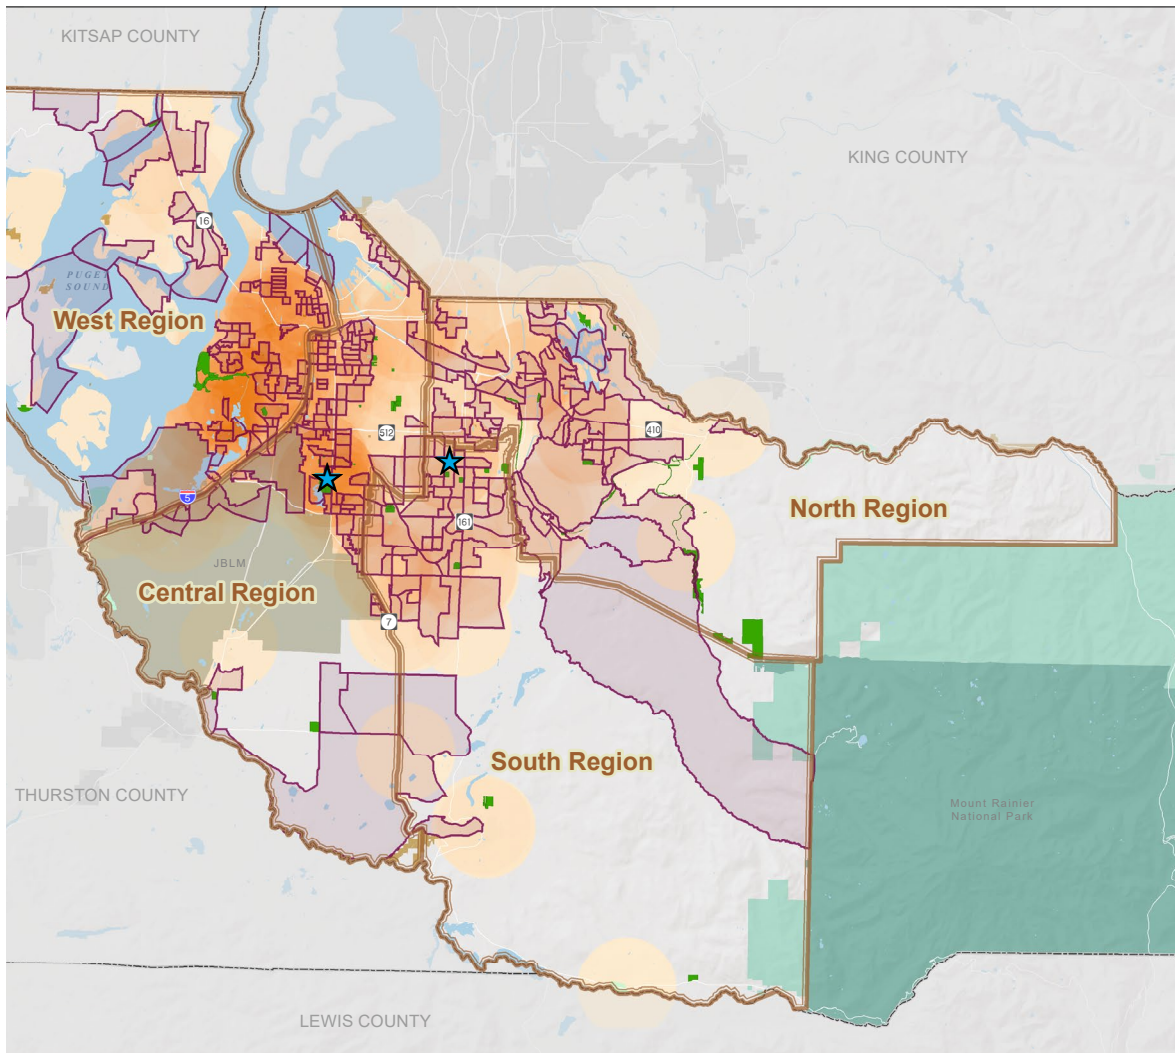 KITSAP COUNTY
KING COUNTY
16
PUGET
SOUND
West Region
512
410
5
161
North Region
JBLM
Central Region
7
South Region
THURSTON COUNTY
Mount Rainier
National Park
LEWIS COUNTY